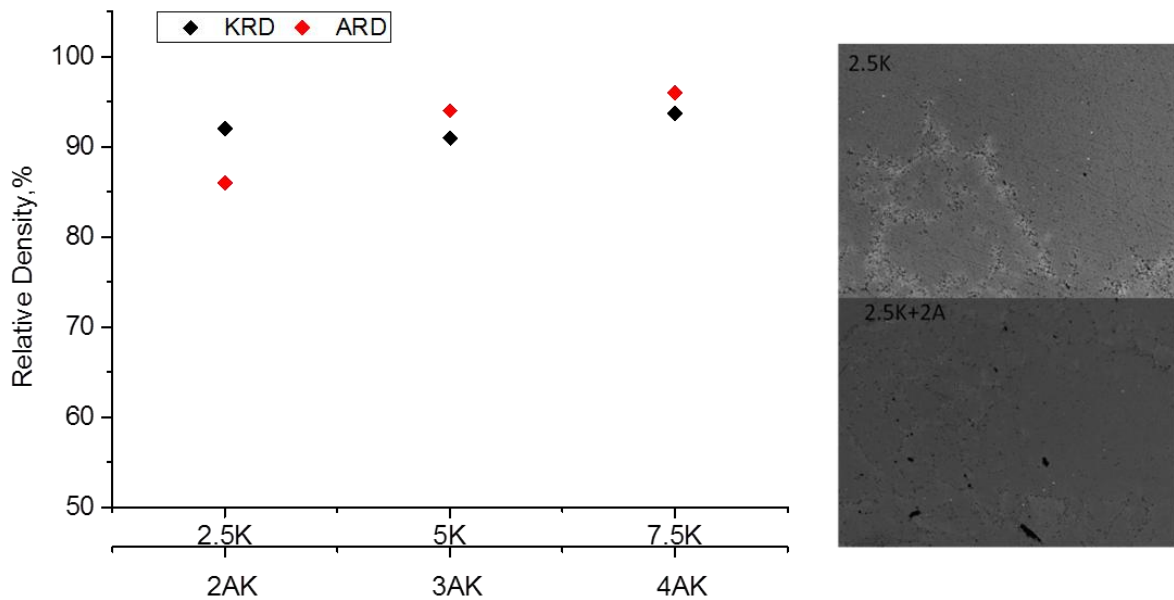 KRD ARD
100
90
80
70
60
50
Relative Density,%
2.5K 5K 7.5K
2AK 3AK 4AK
2.5K
2.5K+2A